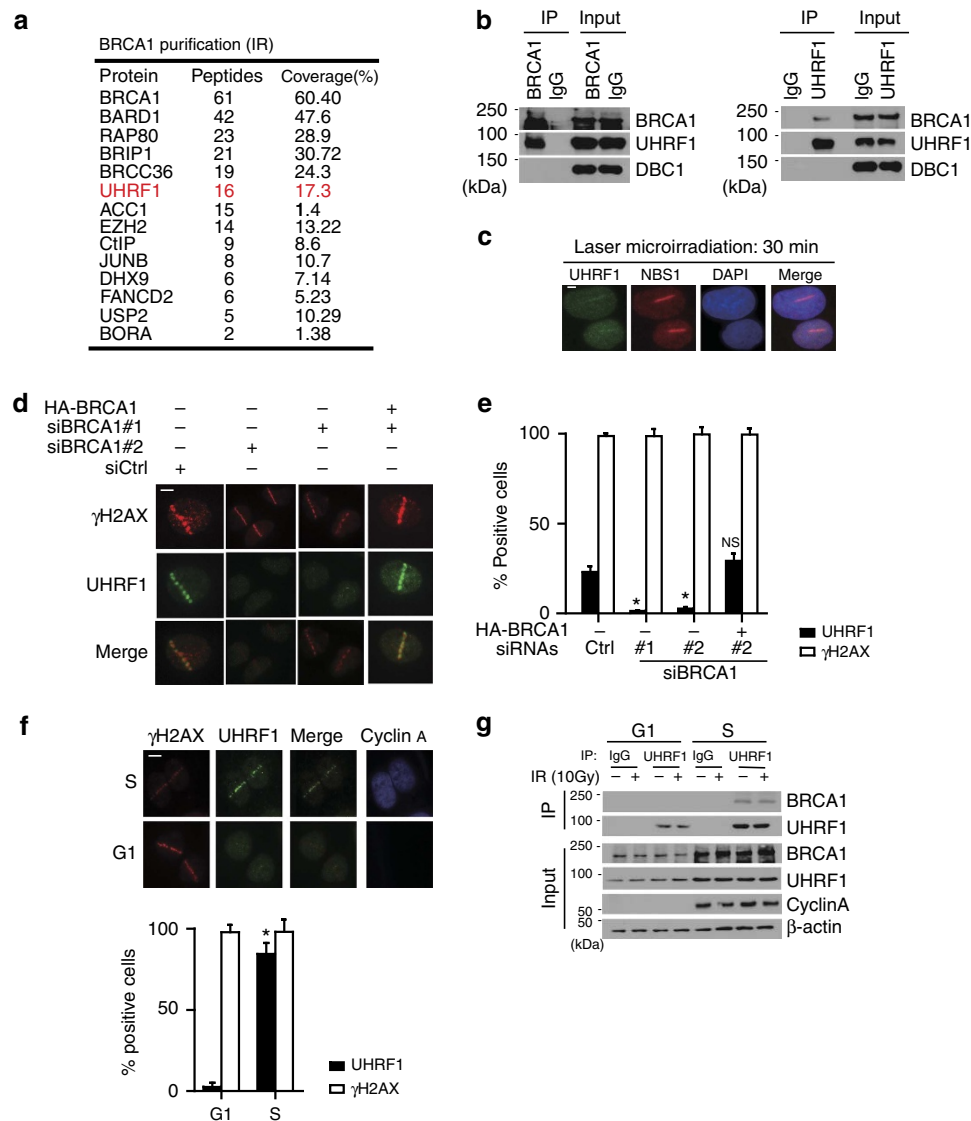 a
BRCA1 purification (IR)
Protein Peptides Coverage(%)
BRCA1 61 60.40
BARD1 42 47.6
RAP80 23 28.9
BRIP1 21 30.72
BRCC36 19 24.3
UHRF1 16 17.3
ACC1 15 1.4
EZH2 14 13.22
CtIP 9 8.6
JUNB 8 10.7
DHX9 6 7.14
FANCD2 6 5.23
USP2 5 10.29
BORA 2 1.38
b
IP Input
BRCA1 IgG BRCA1 IgG
250 BRCA1
100 UHRF1
150 DBC1
(kDa)
IP Input
IgG UHRF1 IgG UHRF1
250 BRCA1
100 UHRF1
150 DBC1
(kDa)
c
Laser microirradiation: 30 min
UHRF1 NBS1 DAPI Merge
d
HA-BRCA1 – – – +
siBRCA1#1 – – + +
siBRCA1#2 – + – –
siCtrl + – – –
γH2AX
UHRF1
Merge
e
% Positive cells
100
50
0
* * NS
HA-BRCA1 – – – +
siRNAs Ctrl #1 #2 #2
siBRCA1
UHRF1
γH2AX
f
γH2AX UHRF1 Merge Cyclin A
S
G1
% positive cells
100
50
0
*
G1 S
UHRF1
γH2AX
g
G1 S
IP: IgG UHRF1 IgG UHRF1
IR (10Gy) – + – + – + – +
IP
250 BRCA1
100 UHRF1
Input
250 BRCA1
100 UHRF1
50 CyclinA
50 β-actin
(kDa)